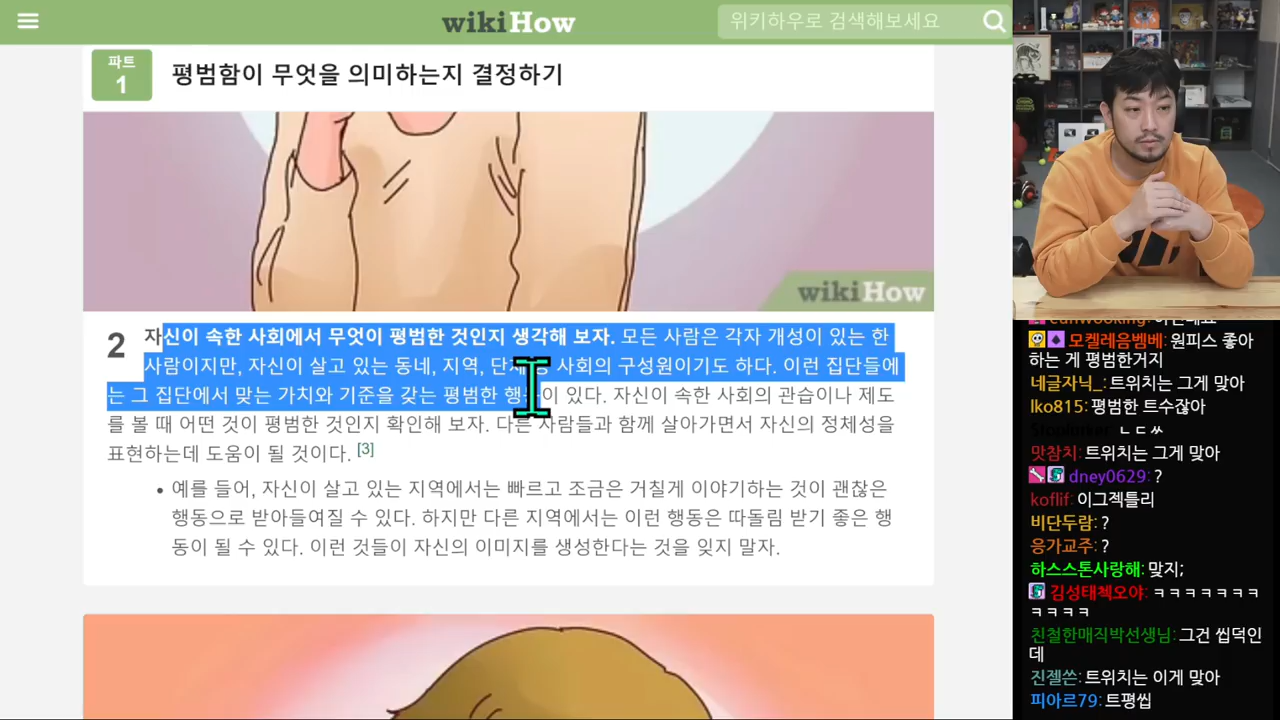 wikiHow
위키하우로 검색해보세요
파트
1
평범함이 무엇을 의미하는지 결정하기
wikiHow
2
자신이 속한 사회에서 무엇이 평범한 것인지 생각해 보자. 모든 사람은 각자 개성이 있는 한
사람이지만, 자신이 살고 있는 동네, 지역, 단체 사회의 구성원이기도 하다. 이런 집단들에
는 그 집단에서 맞는 가치와 기준을 갖는 평범한 있다. 자신이 속한 사회의 관습이나 제도
를 볼 때 어떤 것이 평범한 것인지 확인해 보자. 다른 사람들과 함께 살아가면서 자신의 정체성을
표현하는데 도움이 될 것이다. [3]
• 예를 들어, 자신이 살고 있는 지역에서는 빠르고 조금은 거칠게 이야기하는 것이 괜찮은
행동으로 받아들여질 수 있다. 하지만 다른 지역에서는 이런 행동은 따돌림 받기 좋은 행
동이 될 수 있다. 이런 것들이 자신의 이미지를 생성한다는 것을 잊지 말자.
모켈레음벰베: 원피스 좋아
하는 게 평범한거지
네글자닉_: 트위치는 그게 맞아
lko815: 평범한 트수잖아
ㄴㄷㅆ
맛참치: 트위치는 그게 맞아
dney0629: ?
koflif: 이그젝틀리
비단두람: ?
응가교주: ?
하스스톤사랑해: 맞지;
김성태첵오야: ㅋㅋㅋㅋㅋㅋㅋ
ㅋㅋㅋㅋ
친철한매직박선생님: 그건 씹덕인
데
진젤쓴: 트위치는 이게 맞아
피아르79: 트평씹